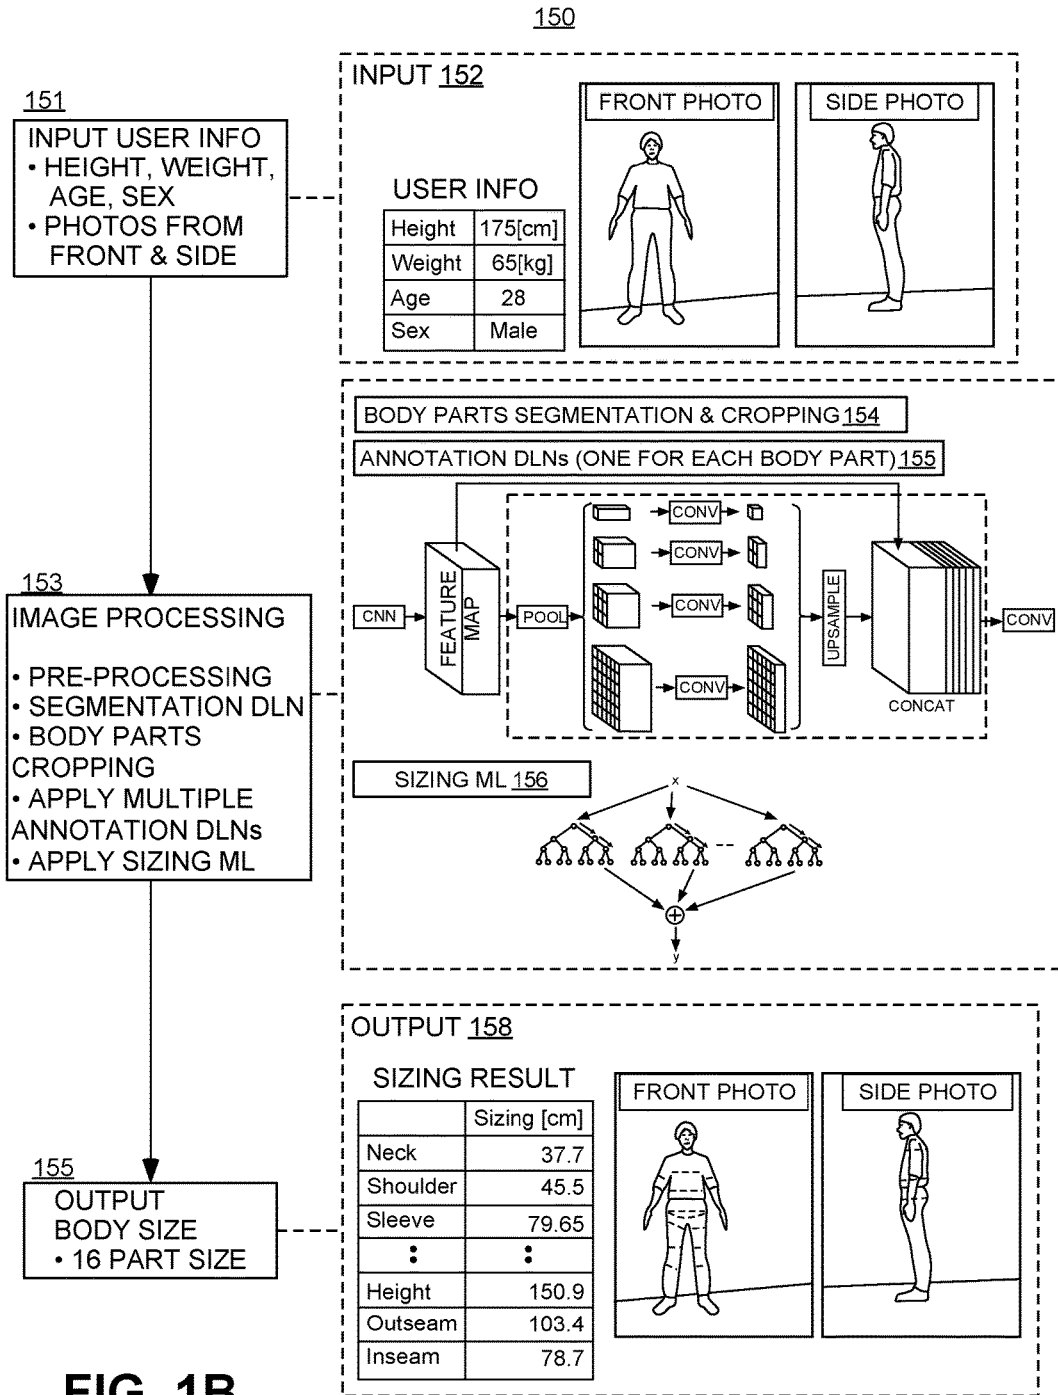 150
151
INPUT USER INFO
• HEIGHT, WEIGHT,
AGE, SEX
• PHOTOS FROM
FRONT & SIDE
INPUT 152
FRONT PHOTO
SIDE PHOTO
USER INFO
Height 175[cm]
Weight 65[kg]
Age 28
Sex Male
153
IMAGE PROCESSING
• PRE-PROCESSING
• SEGMENTATION DLN
• BODY PARTS
CROPPING
• APPLY MULTIPLE
ANNOTATION DLNs
• APPLY SIZING ML
BODY PARTS SEGMENTATION & CROPPING 154
ANNOTATION DLNs (ONE FOR EACH BODY PART) 155
CNN
FEATURE
MAP
POOL
CONV
CONV
CONV
CONV
UPSAMPLE
CONCAT
CONV
SIZING ML 156
x
y
155
OUTPUT
BODY SIZE
• 16 PART SIZE
OUTPUT 158
SIZING RESULT
Sizing [cm]
Neck 37.7
Shoulder 45.5
Sleeve 79.65
Height 150.9
Outseam 103.4
Inseam 78.7
FRONT PHOTO
SIDE PHOTO
FIG. 1B